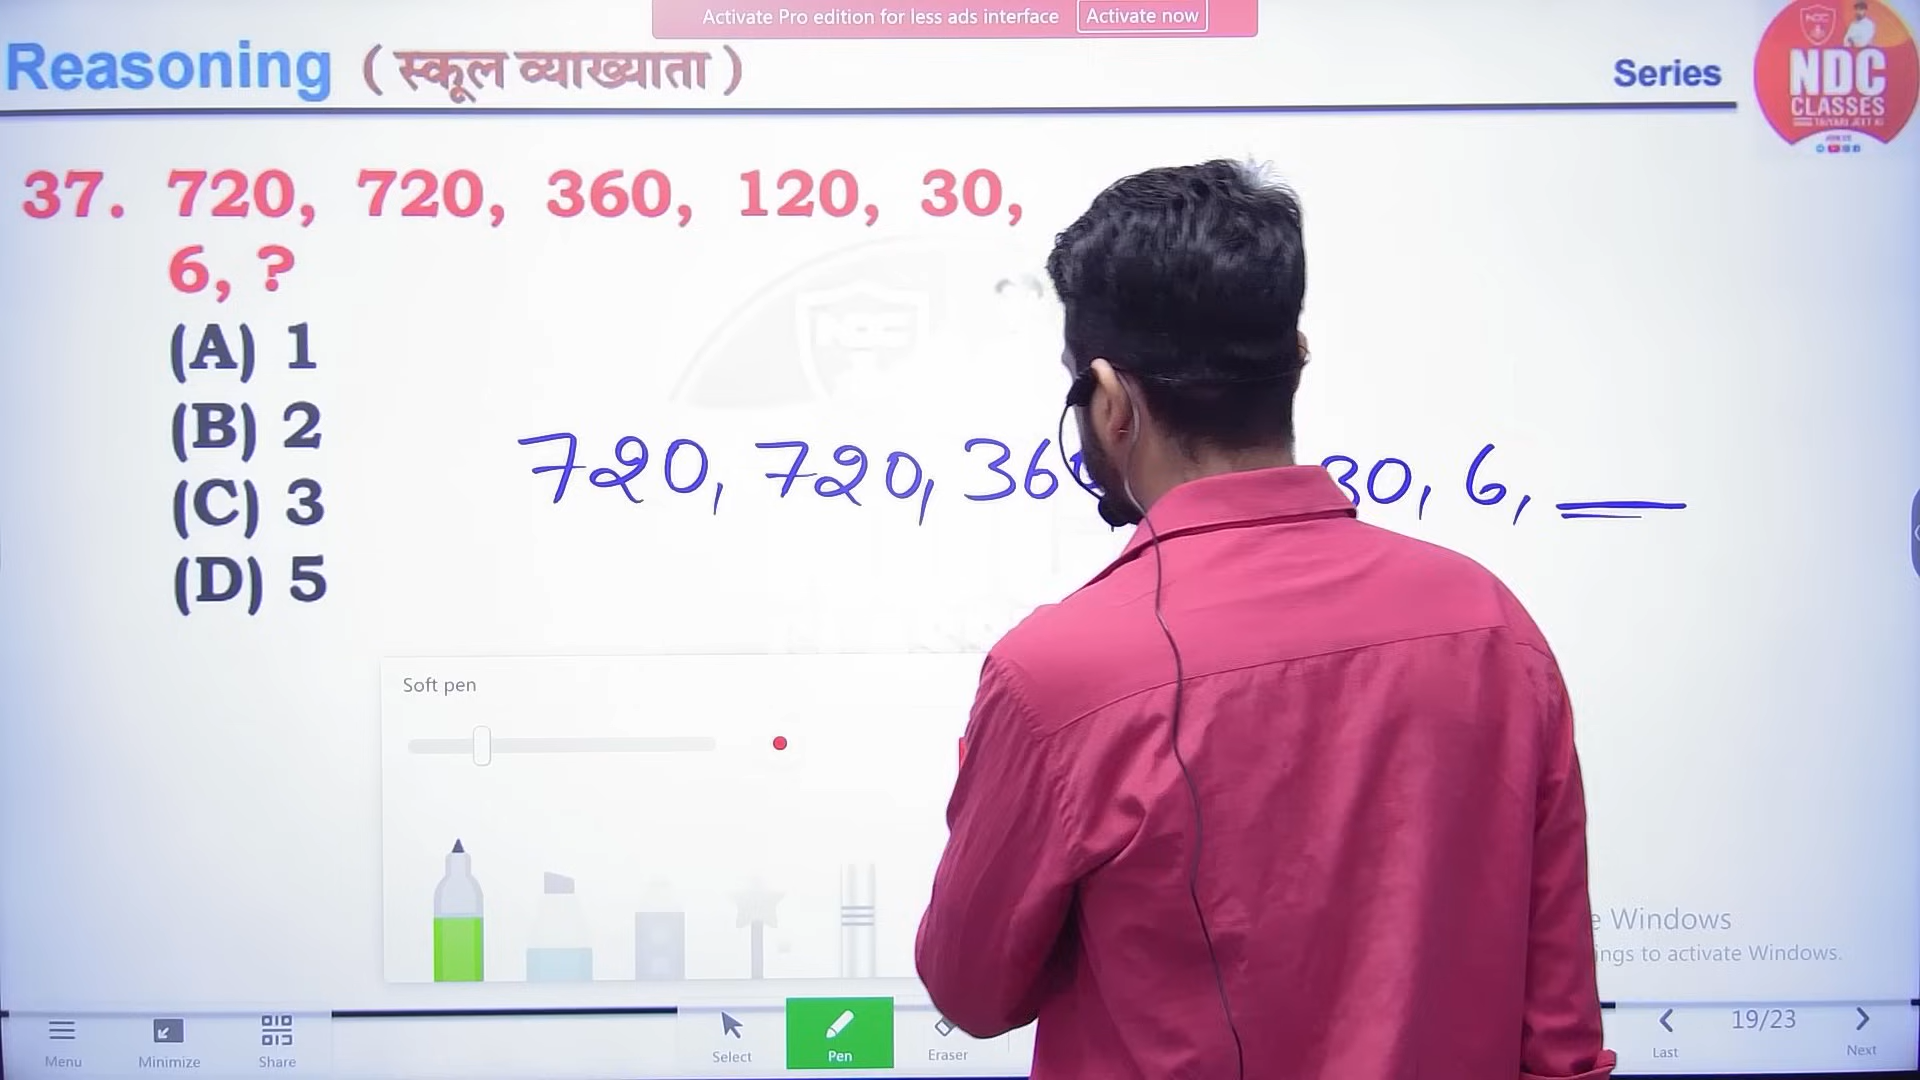 Activate Pro edition for less ads interface Activate now
Reasoning ( स्कूल व्याख्याता )
Series
NDC
CLASSES
37. 720, 720, 360, 120, 30,
6, ?
(A) 1
(B) 2
(C) 3
(D) 5
720, 720, 360 30, 6,
Soft pen
Windows
ings to activate Windows.
Menu
Minimize
Share
Select
Pen
Eraser
Last
19/23
Next